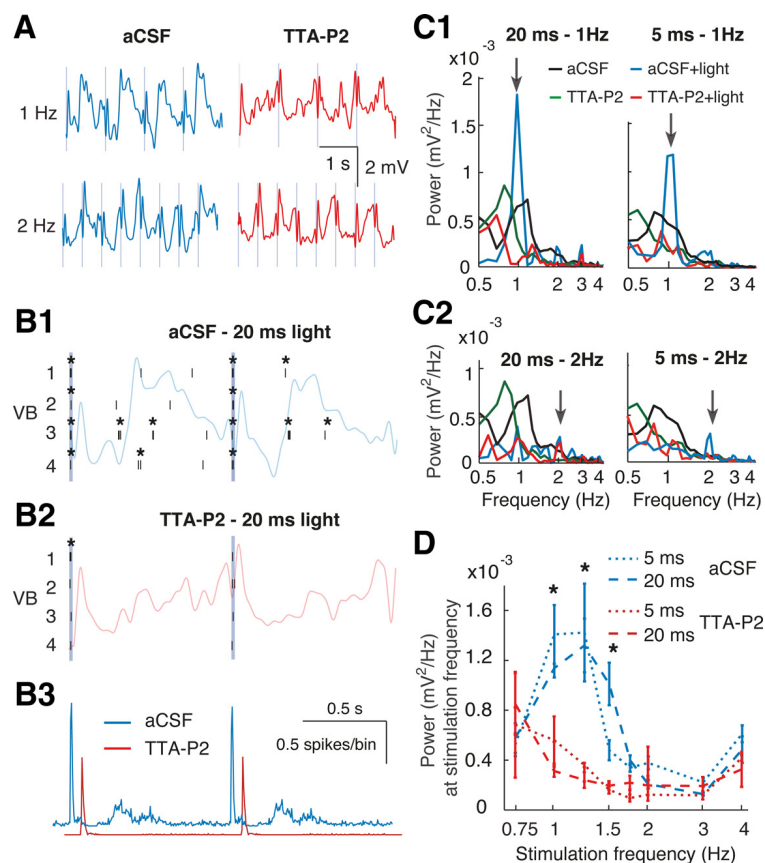 A
aCSF
TTA-P2
1 Hz
1 s
2 mV
2 Hz
B1
aCSF - 20 ms light
* * *
1
*
2
* * * * *
VB
3
* * *
4
B2
TTA-P2 - 20 ms light
*
1
VB
2
3
4
B3
aCSF
TTA-P2
0.5 s
0.5 spikes/bin
C1
20 ms - 1Hz
5 ms - 1Hz
x10-3
aCSF
aCSF+light
TTA-P2
TTA-P2+light
Power (mV2/Hz)
2
1.5
1
0.5
0
0.5 1 2 3 4
0.5 1 2 3 4
C2
x10-3
20 ms - 2Hz
5 ms - 2Hz
Power (mV2/Hz)
1
0.5
0
0.5 1 2 3 4
0.5 1 2 3 4
Frequency (Hz)
Frequency (Hz)
D
x10-3
5 ms
20 ms
aCSF
5 ms
20 ms
TTA-P2
* * *
Power (mV2/Hz)
at stimulation frequency
1.6
1.2
0.8
0.4
0
0.75 1 1.5 2 3 4
Stimulation frequency (Hz)